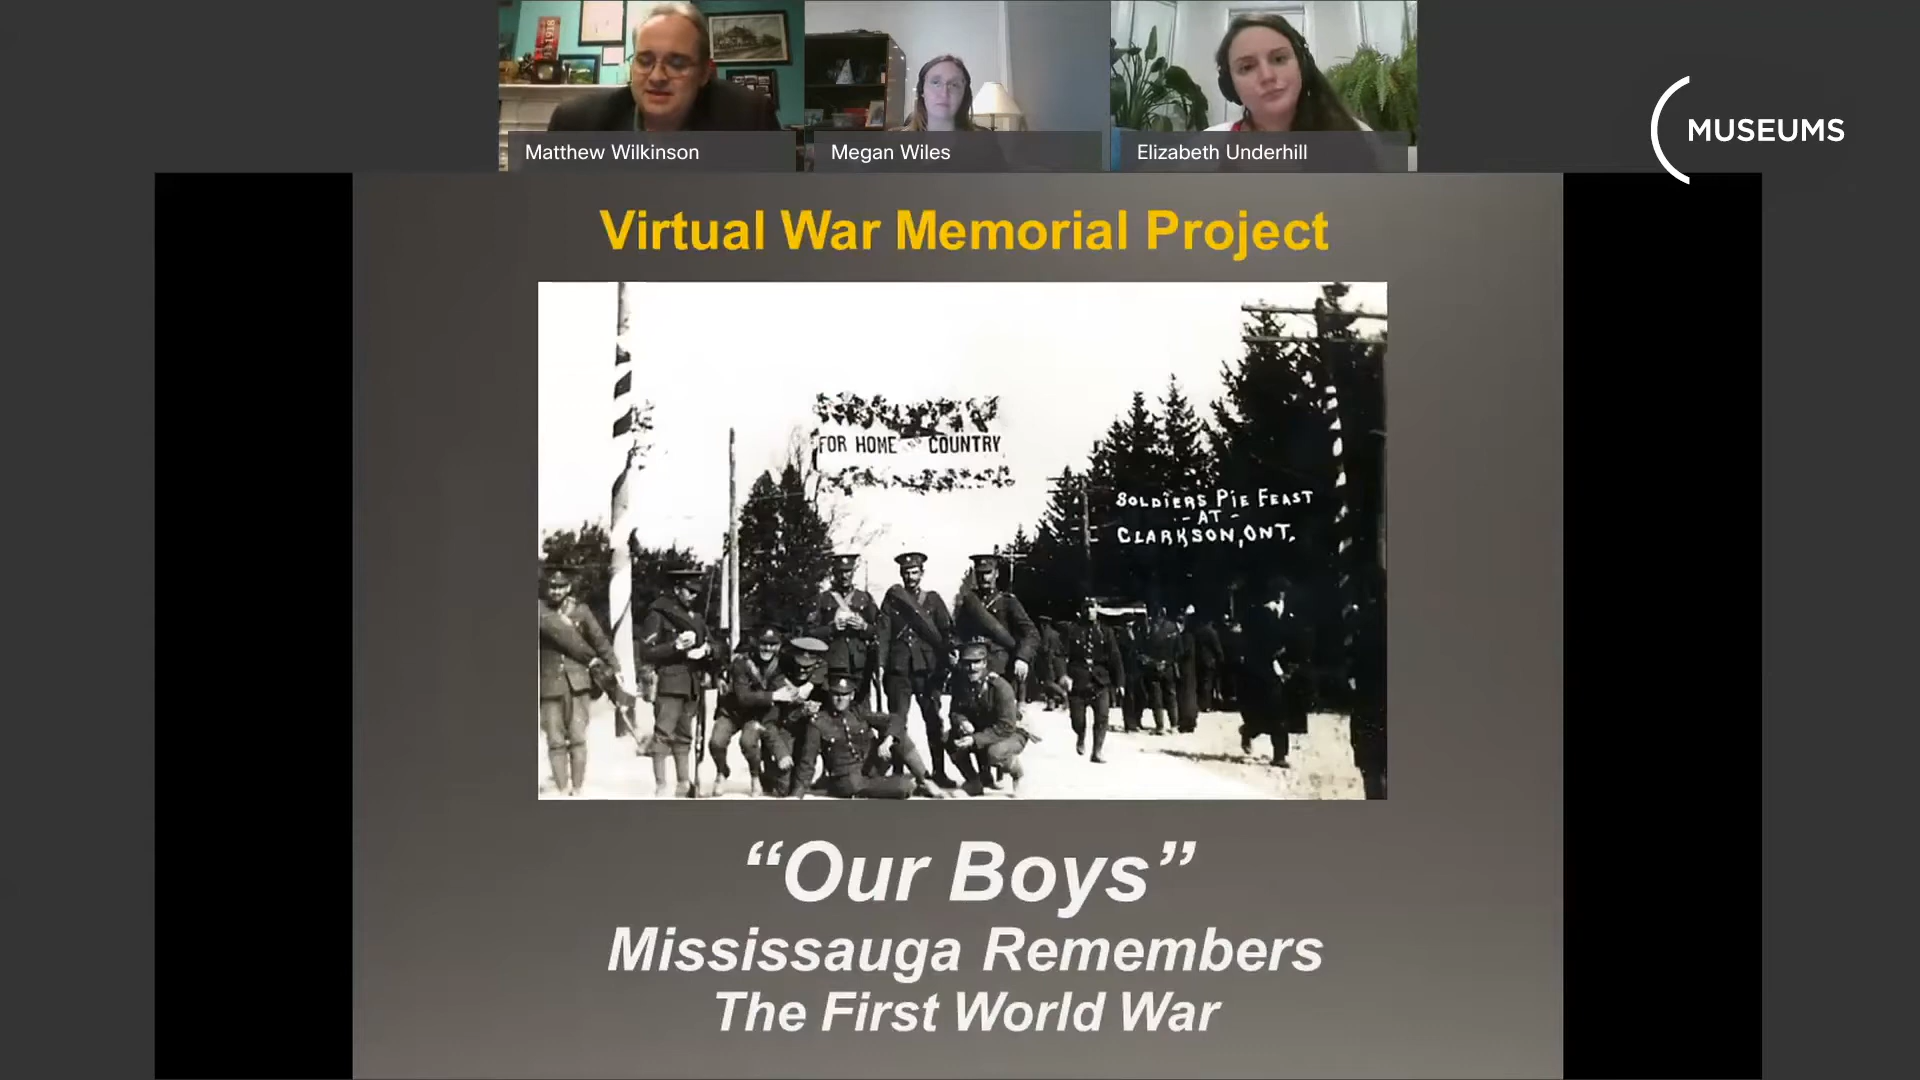 Matthew Wilkinson
Megan Wiles
Elizabeth Underhill
MUSEUMS
Virtual War Memorial Project
FOR HOME COUNTRY
SOLDIERS PIE FEAST
- AT -
CLARKSON, ONT.
“Our Boys”
Mississauga Remembers
The First World War